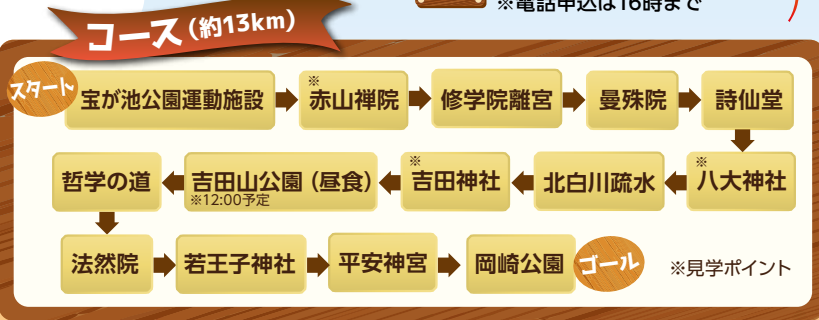 ※電話申込は16時まで
コース(約13km)
スタート
宝が池公園運動施設
※
赤山禅院
修学院離宮
曼殊院
詩仙堂
※
八大神社
北白川疏水
※
吉田神社
吉田山公園(昼食)
※12:00予定
哲学の道
法然院
若王子神社
平安神宮
岡崎公園
ゴール
※見学ポイント